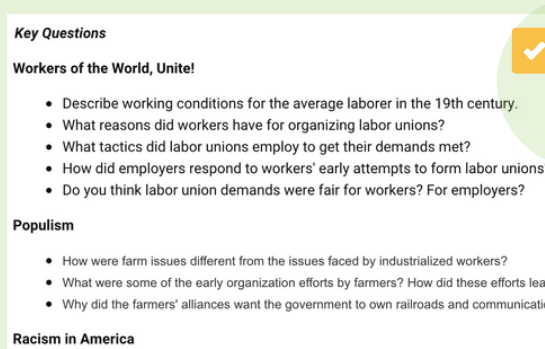 Key Questions
Workers of the World, Unite!
• Describe working conditions for the average laborer in the 19th century.
• What reasons did workers have for organizing labor unions?
• What tactics did labor unions employ to get their demands met?
• How did employers respond to workers' early attempts to form labor unions
• Do you think labor union demands were fair for workers? For employers?
Populism
• How were farm issues different from the issues faced by industrialized workers?
• What were some of the early organization efforts by farmers? How did these efforts
• Why did the farmers' alliances want the government to own railroads and
Racism in America